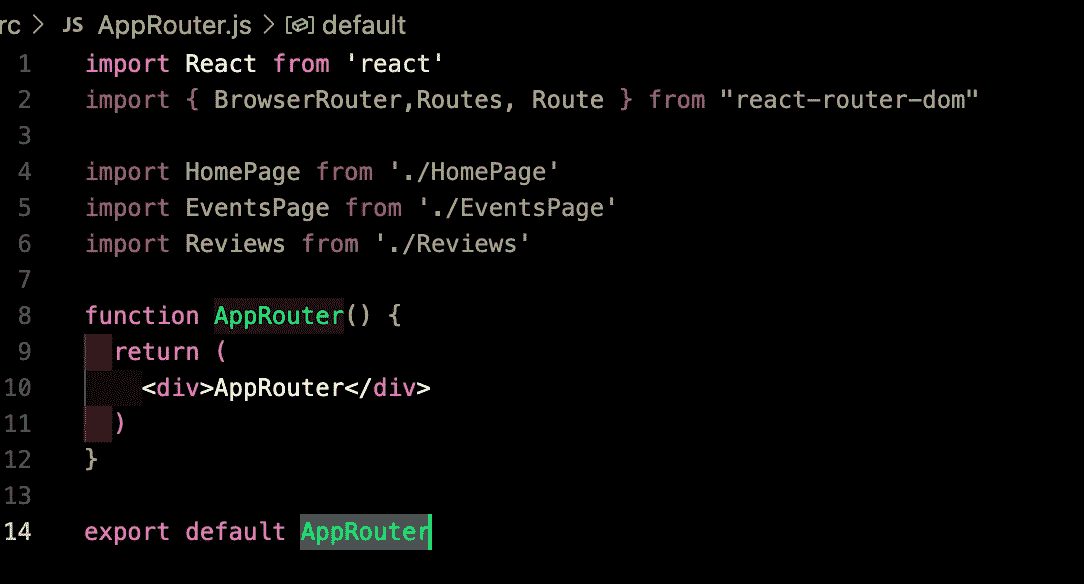 rc > JS AppRouter.js > default
1 import React from 'react'
2 import { BrowserRouter,Routes, Route } from "react-router-dom"
3
4 import HomePage from './HomePage'
5 import EventsPage from './EventsPage'
6 import Reviews from './Reviews'
7
8 function AppRouter() {
9 return (
10 <div>AppRouter</div>
11 )
12 }
13
14 export default AppRouter